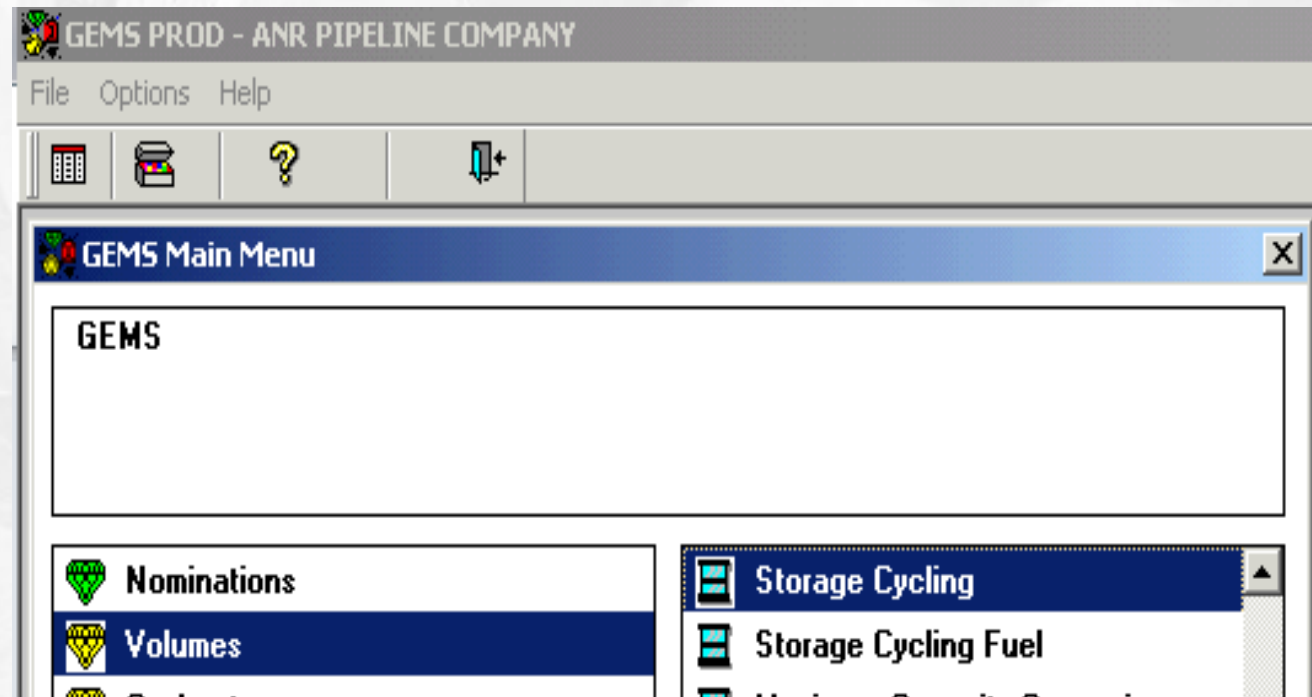 GEMS PROD - ANR PIPELINE COMPANY
File Options Help
GEMS Main Menu
GEMS
Nominations
Volumes
Storage Cycling
Storage Cycling Fuel